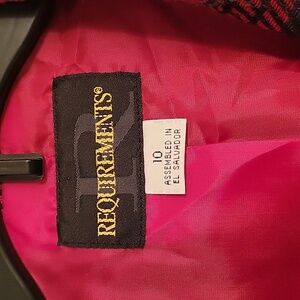 R
REQUIREMENTS®
10
ASSEMBLED IN
EL SALVADOR